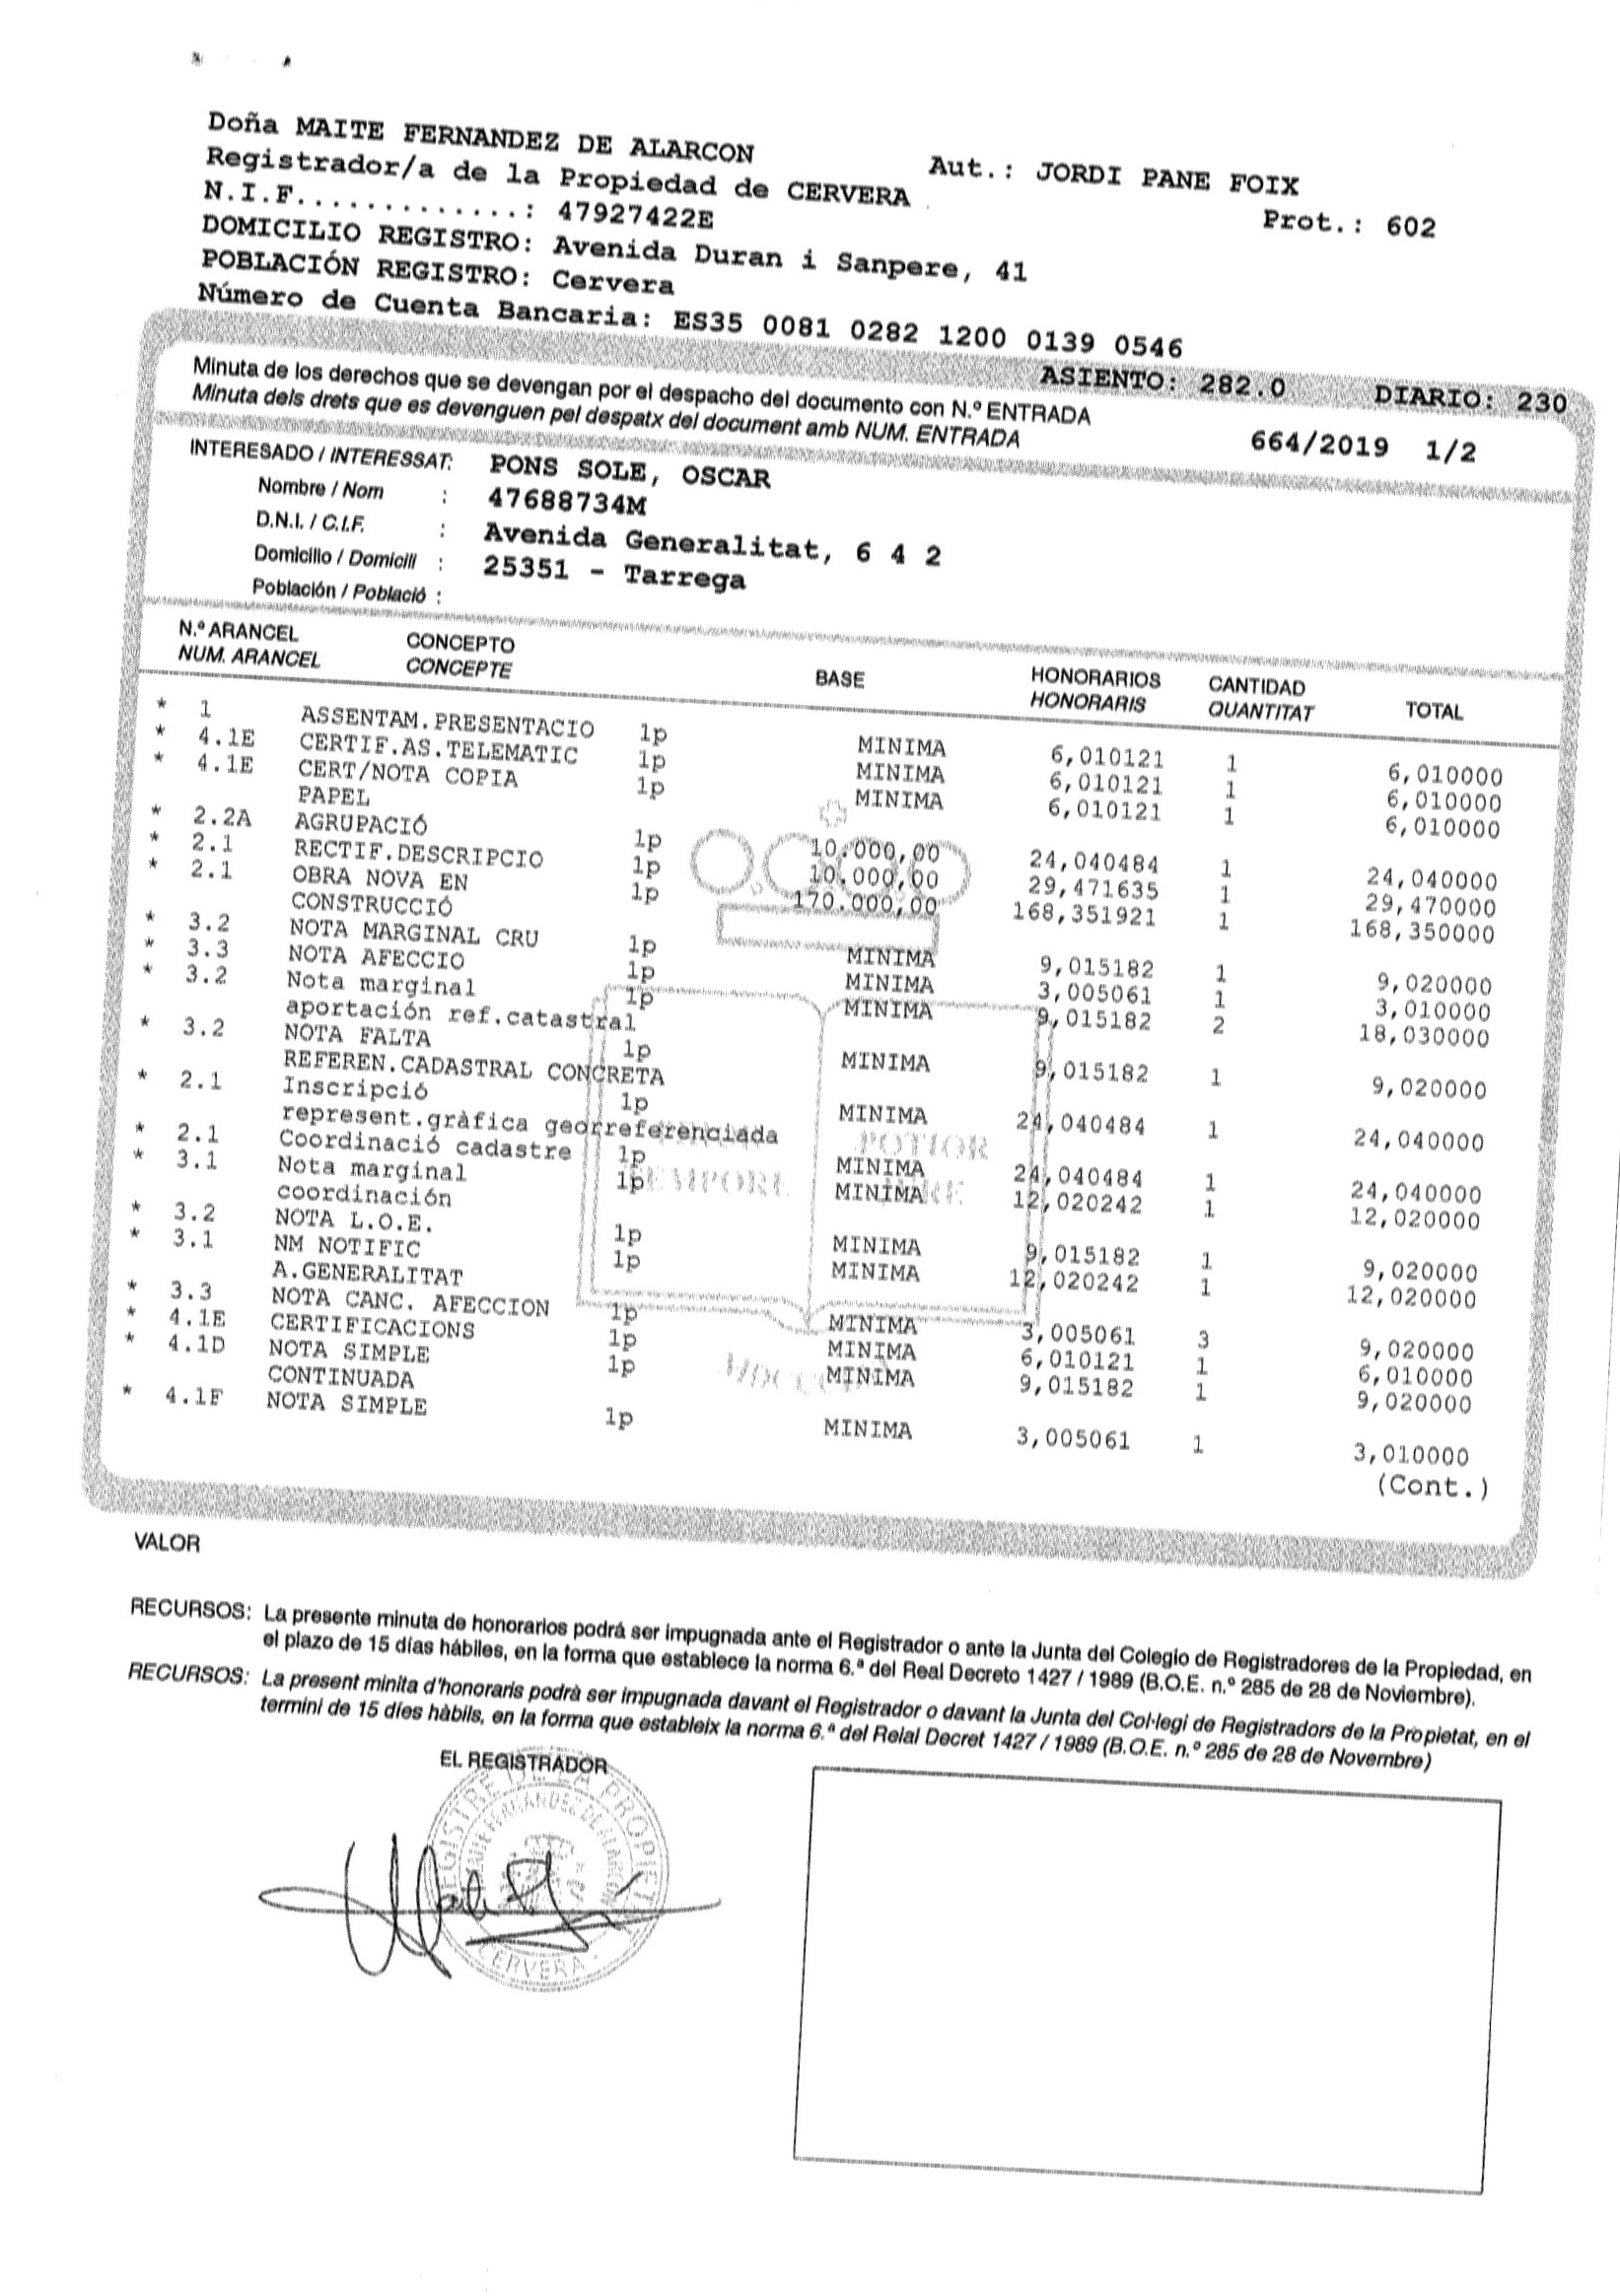 Doña MAITE FERNANDEZ DE ALARCON
Registrador/a de la Propiedad de CERVERA
Aut.: JORDI PANE FOIX
N.I.F.............: 47927422E
Prot.: 602
DOMICILIO REGISTRO: Avenida Duran i Sanpere, 41
POBLACIÓN REGISTRO: Cervera
Número de Cuenta Bancaria: ES35 0081 0282 1200 0139 0546
ASIENTO: 282.0 DIARIO: 230
Minuta de los derechos que se devengan por el despacho del documento con N.º ENTRADA
Minuta dels drets que es devenguen pel despatx del document amb NUM. ENTRADA
664/2019 1/2
INTERESADO / INTERESSAT: PONS SOLE, OSCAR
Nombre / Nom : 47688734M
D.N.I. / C.I.F. : Avenida Generalitat, 6 4 2
Domicilio / Domicili : 25351 - Tarrega
Población / Població :
N.º ARANCEL CONCEPTO BASE HONORARIOS CANTIDAD TOTAL
NUM. ARANCEL CONCEPTE HONORARIS QUANTITAT
* 1 ASSENTAM.PRESENTACIO 1p MINIMA 6,010121 1 6,010000
* 4.1E CERTIF.AS.TELEMATIC 1p MINIMA 6,010121 1 6,010000
* 4.1E CERT/NOTA COPIA 1p MINIMA 6,010121 1 6,010000
PAPEL
* 2.2A AGRUPACIÓ 1p 10.000,00 24,040484 1 24,040000
* 2.1 RECTIF.DESCRIPCIO 1p 10.000,00 29,471635 1 29,470000
* 2.1 OBRA NOVA EN 1p 170.000,00 168,351921 1 168,350000
CONSTRUCCIÓ
* 3.2 NOTA MARGINAL CRU 1p MINIMA 9,015182 1 9,020000
* 3.3 NOTA AFECCIO 1p MINIMA 3,005061 1 3,010000
* 3.2 Nota marginal 1p MINIMA 9,015182 2 18,030000
aportación ref.catastral
* 3.2 NOTA FALTA 1p MINIMA 9,015182 1 9,020000
REFEREN.CADASTRAL CONCRETA
* 2.1 Inscripció 1p MINIMA 24,040484 1 24,040000
represent.gràfica georreferenciada
* 2.1 Coordinació cadastre 1p MINIMA 24,040484 1 24,040000
* 3.1 Nota marginal 1p MINIMA 12,020242 1 12,020000
coordinación
* 3.2 NOTA L.O.E. 1p MINIMA 9,015182 1 9,020000
* 3.1 NM NOTIFIC 1p MINIMA 12,020242 1 12,020000
A.GENERALITAT
* 3.3 NOTA CANC. AFECCION 1p MINIMA 3,005061 3 9,020000
* 4.1E CERTIFICACIONS 1p MINIMA 6,010121 1 6,010000
* 4.1D NOTA SIMPLE 1p MINIMA 9,015182 1 9,020000
CONTINUADA
* 4.1F NOTA SIMPLE 1p MINIMA 3,005061 1 3,010000
(Cont.)
POTIOR
TEMPORE JURE
VALOR
RECURSOS: La presente minuta de honorarios podrá ser impugnada ante el Registrador o ante la Junta del Colegio de Registradores de la Propiedad, en
el plazo de 15 días hábiles, en la forma que establece la norma 6.ª del Real Decreto 1427 / 1989 (B.O.E. n.º 285 de 28 de Noviembre).
RECURSOS: La present minita d'honoraris podrà ser impugnada davant el Registrador o davant la Junta del Col·legi de Registradors de la Propietat, en el
termini de 15 dies hàbils, en la forma que estableix la norma 6.ª del Reial Decret 1427 / 1989 (B.O.E. n.º 285 de 28 de Novembre)
EL REGISTRADOR
REGISTRE DE LA PROPIETAT
MAITE FERNANDEZ DE ALARCON
CERVERA